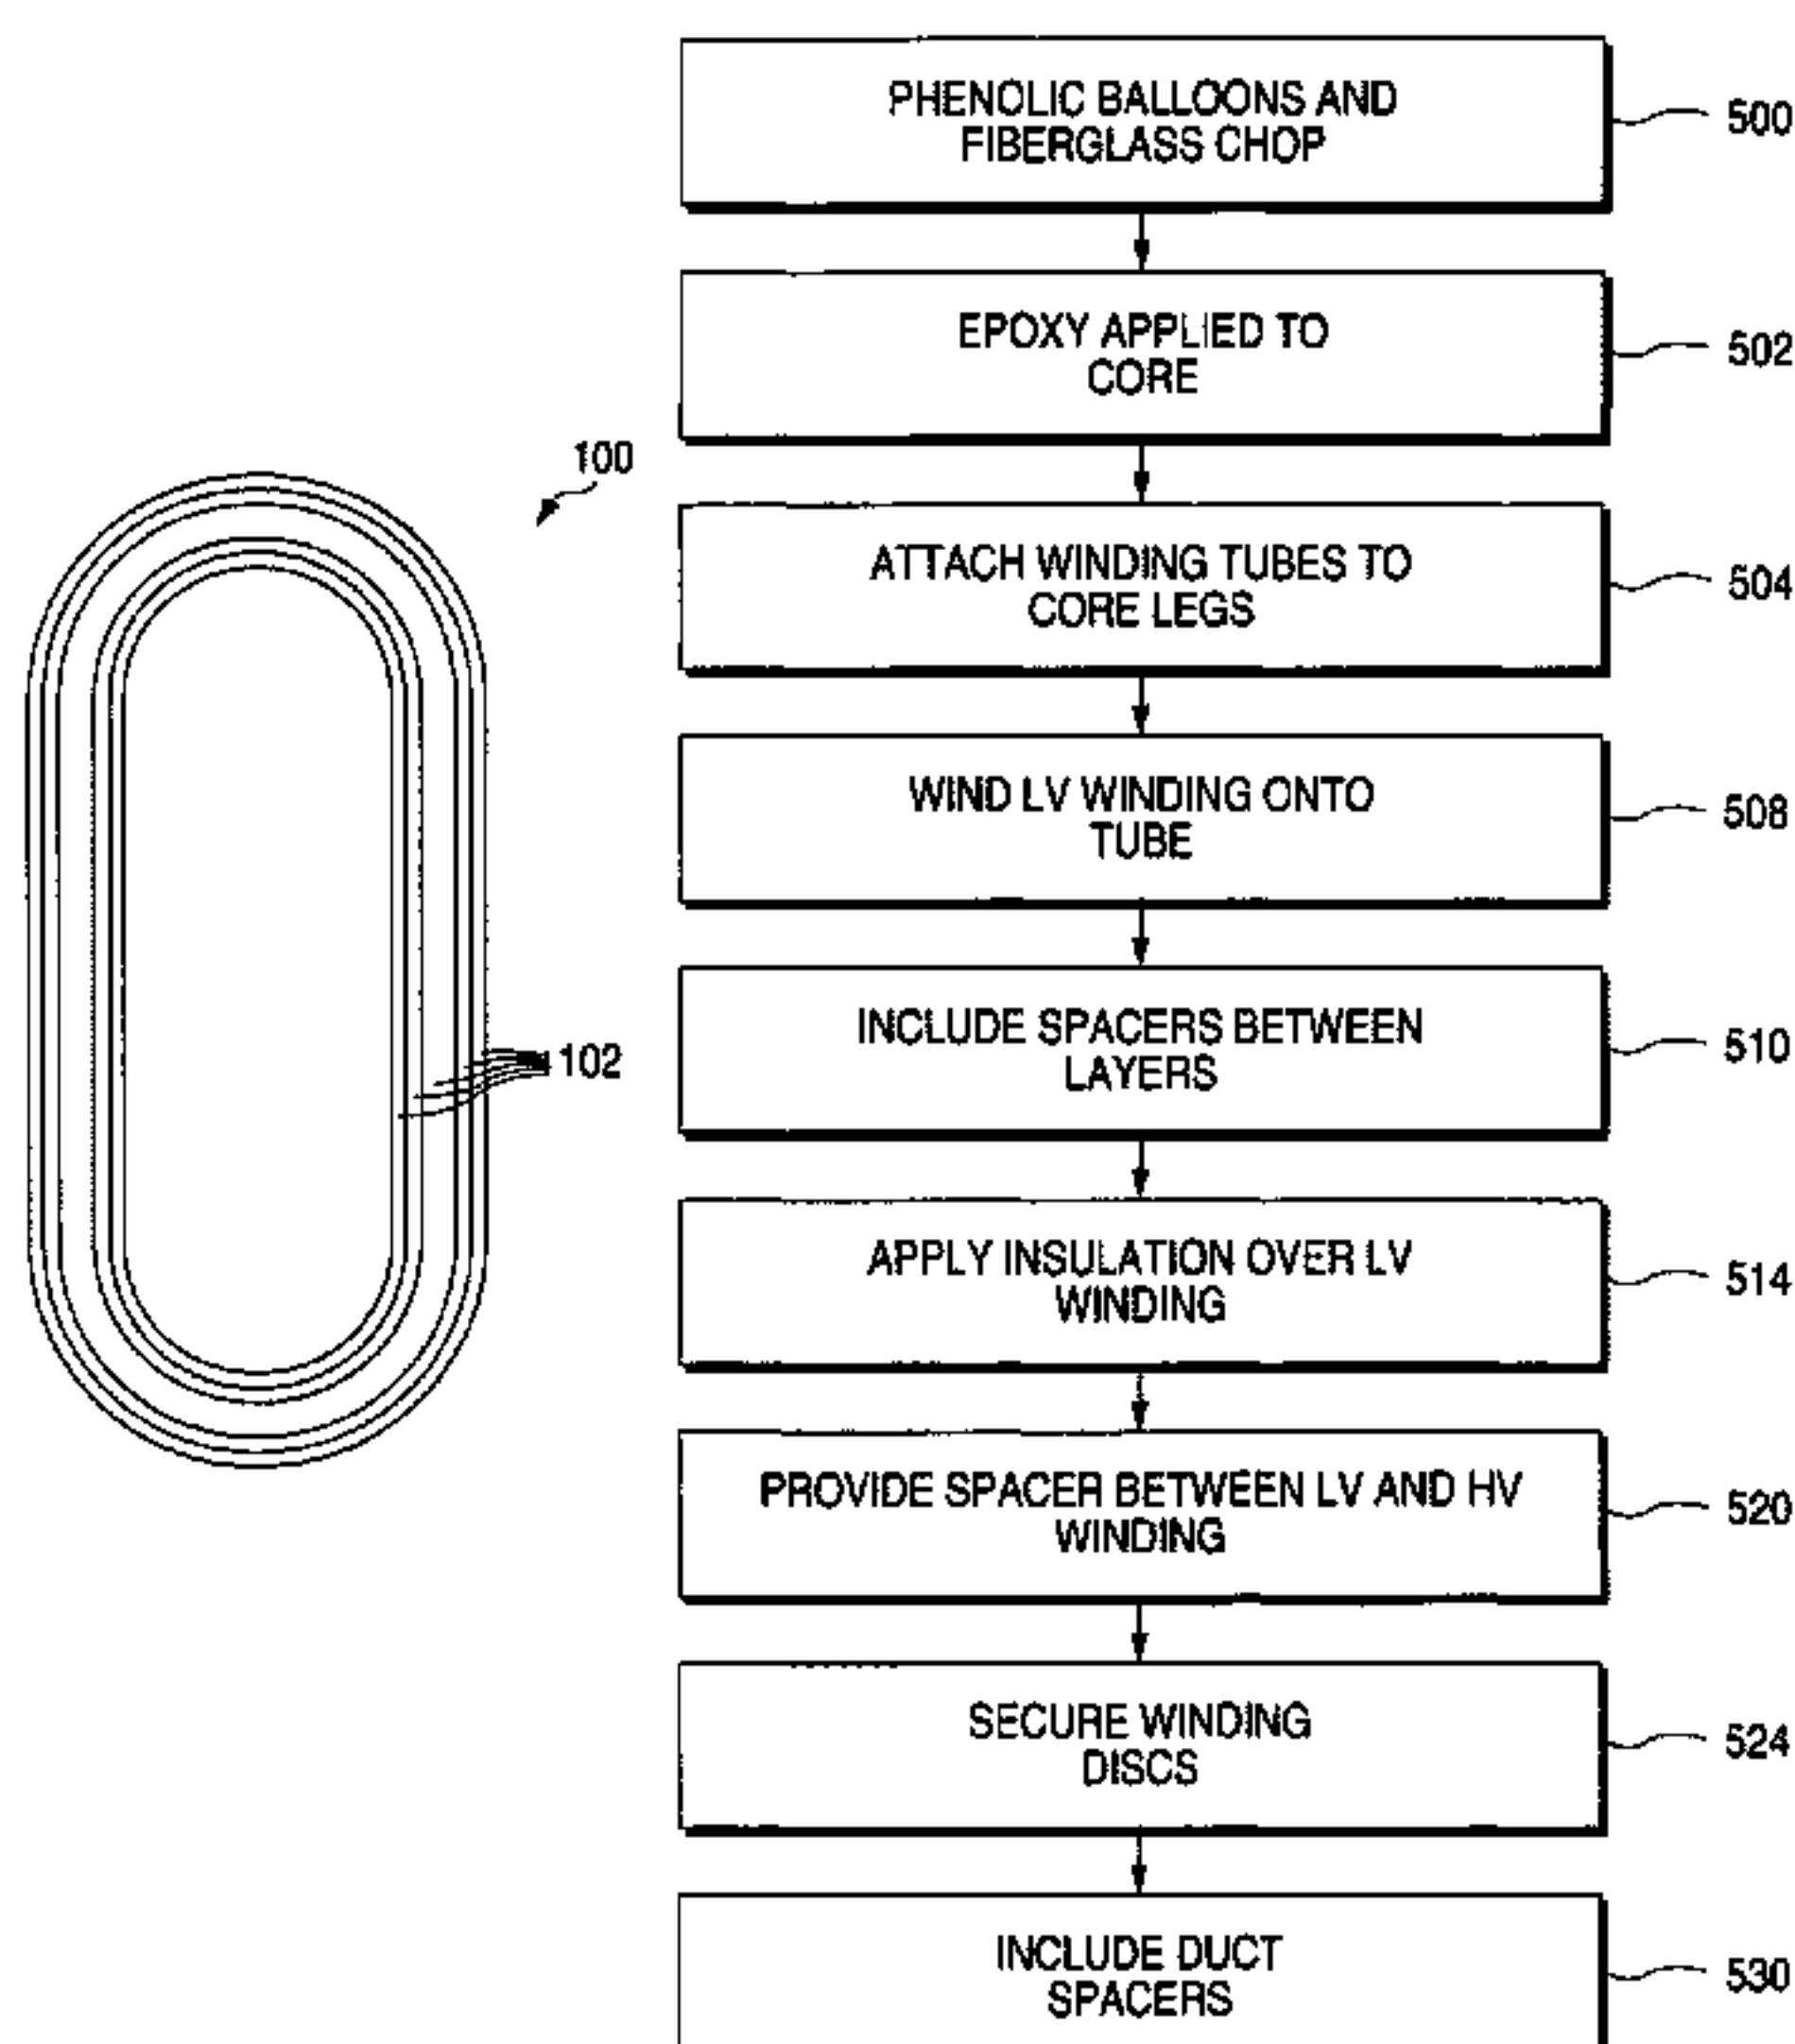 PHENOLIC BALLOONS AND
FIBERGLASS CHOP
500
EPOXY APPLIED TO
CORE
502
100
ATTACH WINDING TUBES TO
CORE LEGS
504
WIND LV WINDING ONTO
TUBE
508
INCLUDE SPACERS BETWEEN
LAYERS
510
102
APPLY INSULATION OVER LV
WINDING
514
PROVIDE SPACER BETWEEN LV AND HV
WINDING
520
SECURE WINDING
DISCS
524
INCLUDE DUCT
SPACERS
530